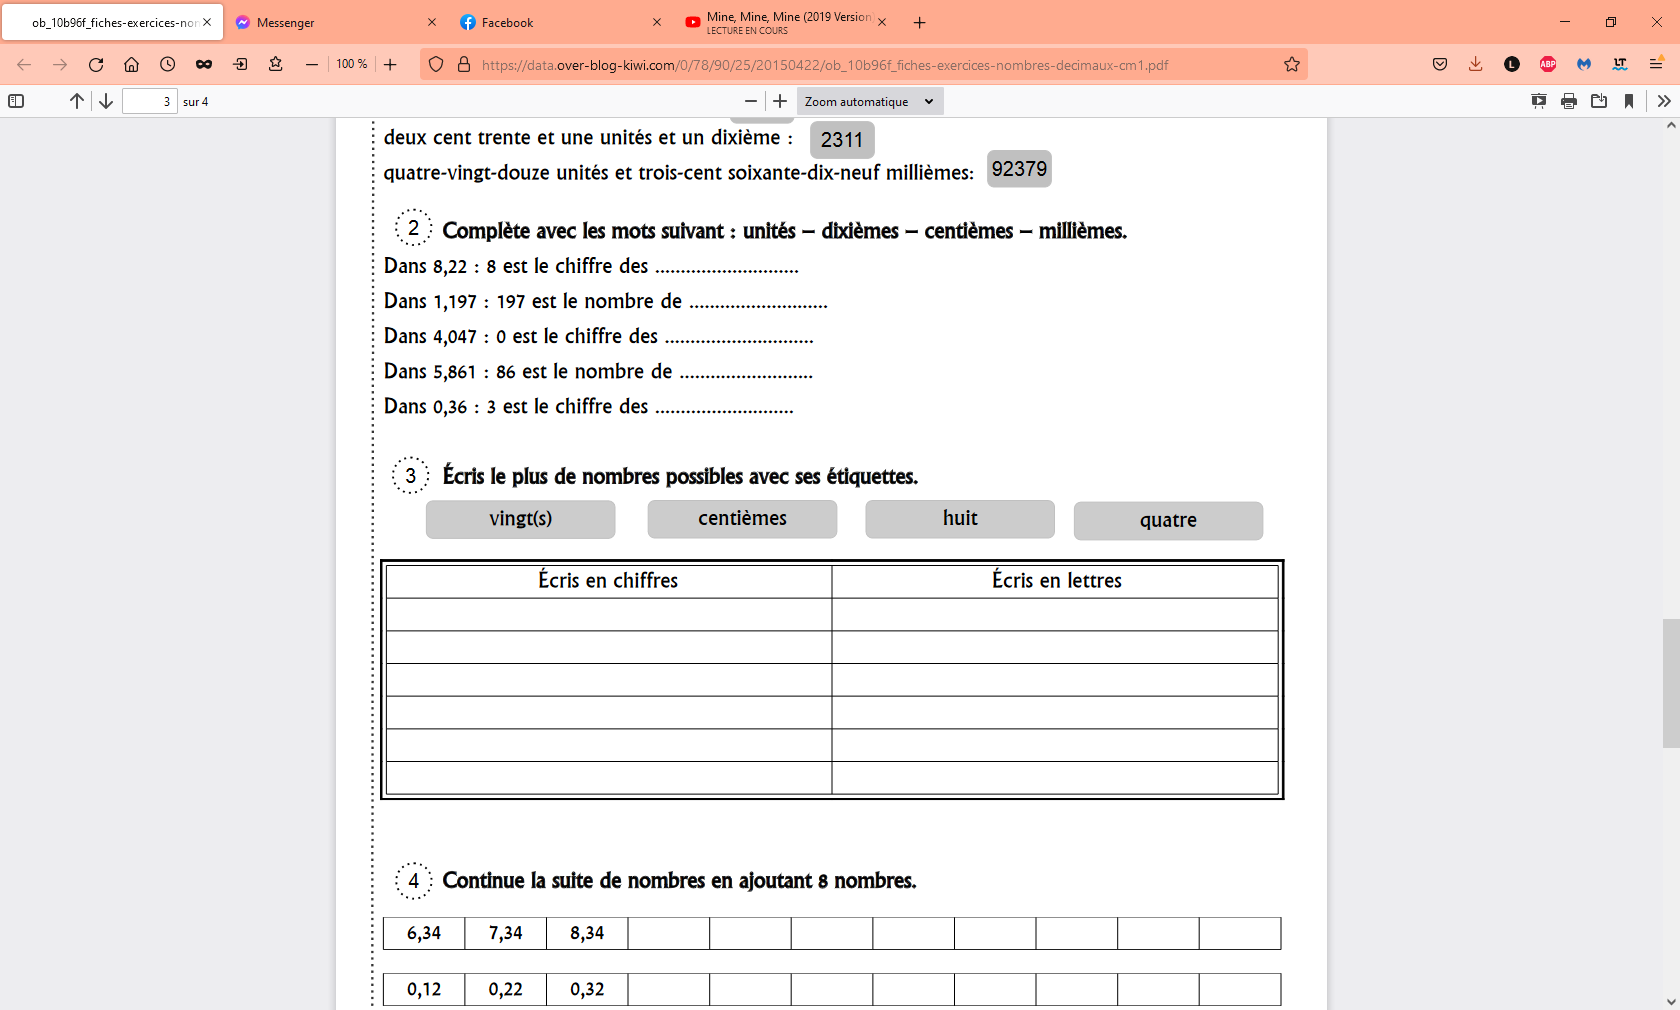 ob_10b96f_fiches-exercices-non
Messenger
Facebook
Mine, Mine, Mine (2019 Version)
LECTURE EN COURS
100 %
https://data.over-blog-kiwi.com/0/78/90/25/20150422/ob_10b96f_fiches-exercices-nombres-decimaux-cm1.pdf
L
ABP
LT
3 sur 4
Zoom automatique
deux cent trente et une unités et un dixième : 2311
quatre-vingt-douze unités et trois-cent soixante-dix-neuf millièmes: 92379
2 Complète avec les mots suivant : unités – dixièmes – centièmes – millièmes.
Dans 8,22 : 8 est le chiffre des ............................
Dans 1,197 : 197 est le nombre de ...........................
Dans 4,047 : 0 est le chiffre des .............................
Dans 5,861 : 86 est le nombre de ..........................
Dans 0,36 : 3 est le chiffre des ...........................
3 Écris le plus de nombres possibles avec ses étiquettes.
vingt(s) centièmes huit quatre
Écris en chiffres Écris en lettres
4 Continue la suite de nombres en ajoutant 8 nombres.
6,34 7,34 8,34
0,12 0,22 0,32